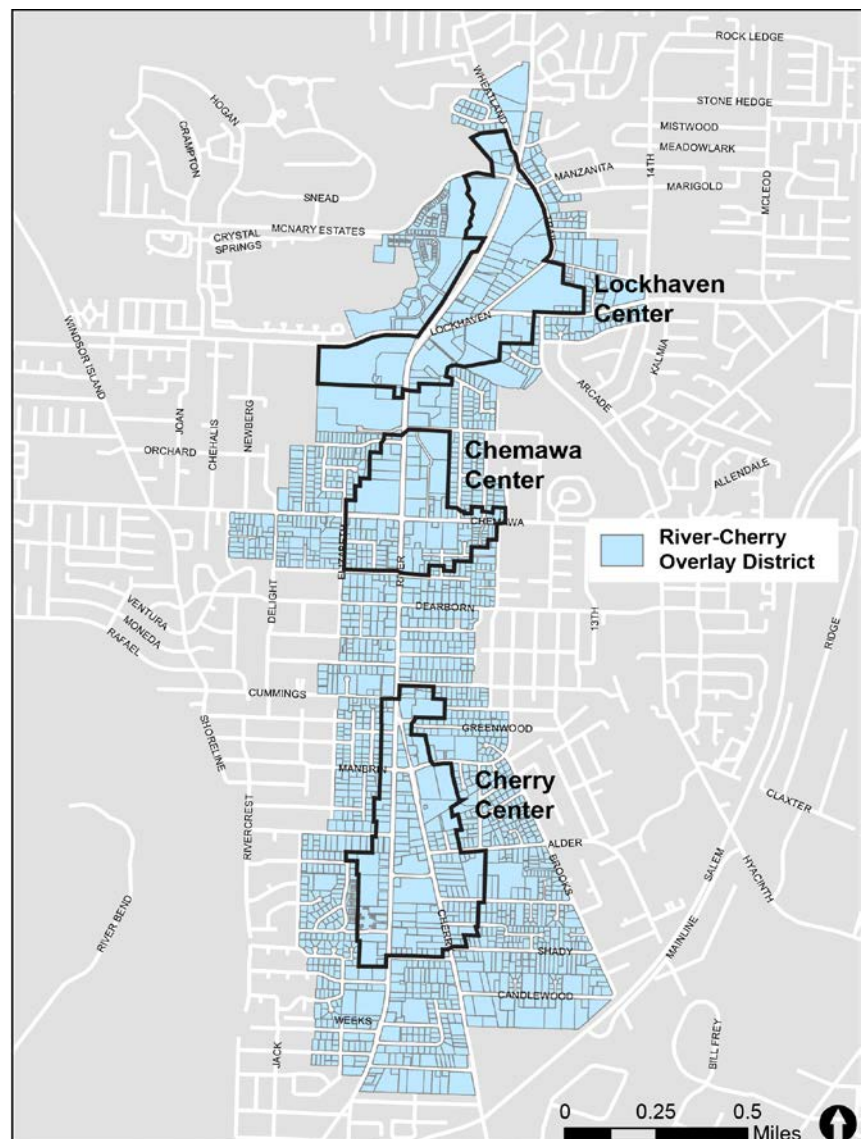 ROCK LEDGE
WHEATLAND
HOGAN
STONE HEDGE
CRAMPTON
MISTWOOD
MEADOWLARK
14TH
MANZANITA
MARIGOLD
MCLEOD
SNEAD
MCNARY ESTATES
CRYSTAL
SPRINGS
Lockhaven
Center
LOCKHAVEN
WINDSOR ISLAND
KALMIA
ARCADE
JOAN
CHEHALIS
NEWBERG
ORCHARD
Chemawa
Center
ALLENDALE
CHEMAWA
River-Cherry
Overlay District
ELIZABETH
RIVER
DELIGHT
DEARBORN
13TH
VENTURA
MONEDA
RAFAEL
RIDGE
CUMMINGS
SHORELINE
GREENWOOD
MANBRIN
Cherry
Center
CLAXTER
RIVERCREST
ALDER
BROOKS
SALEM
HYACINTH
RIVER BEND
CHERRY
SHADY
MAINLINE
CANDLEWOOD
WEEKS
JACK
BILL FREY
0 0.25 0.5
Miles